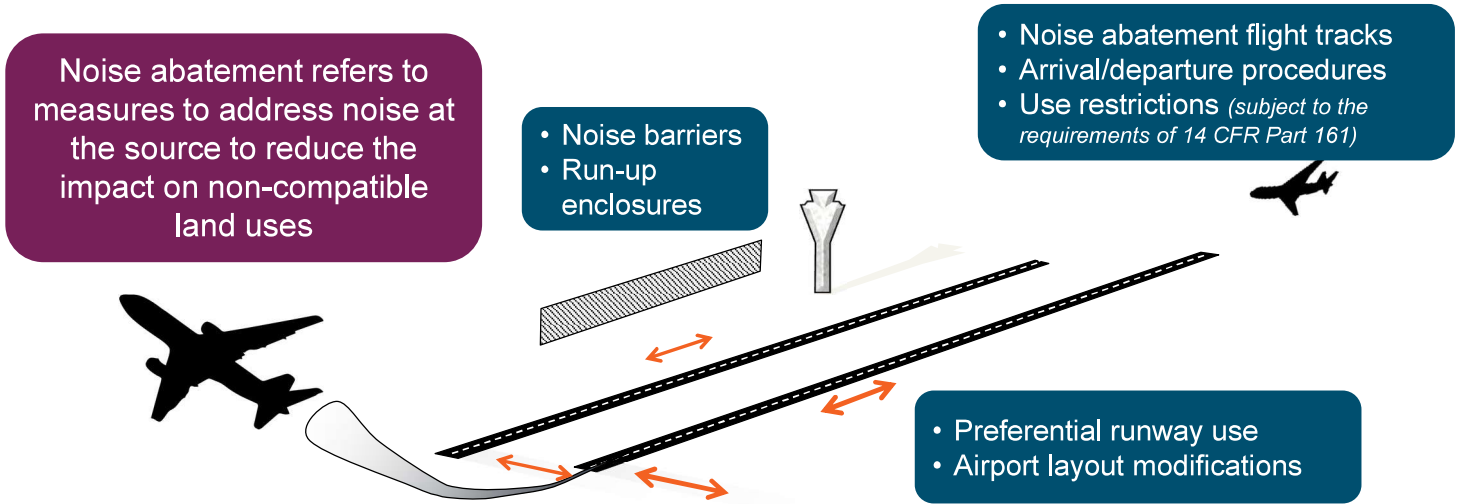 Noise abatement refers to
measures to address noise at
the source to reduce the
impact on non-compatible
land uses
• Noise barriers
• Run-up
enclosures
• Noise abatement flight tracks
• Arrival/departure procedures
• Use restrictions (subject to the
requirements of 14 CFR Part 161)
• Preferential runway use
• Airport layout modifications